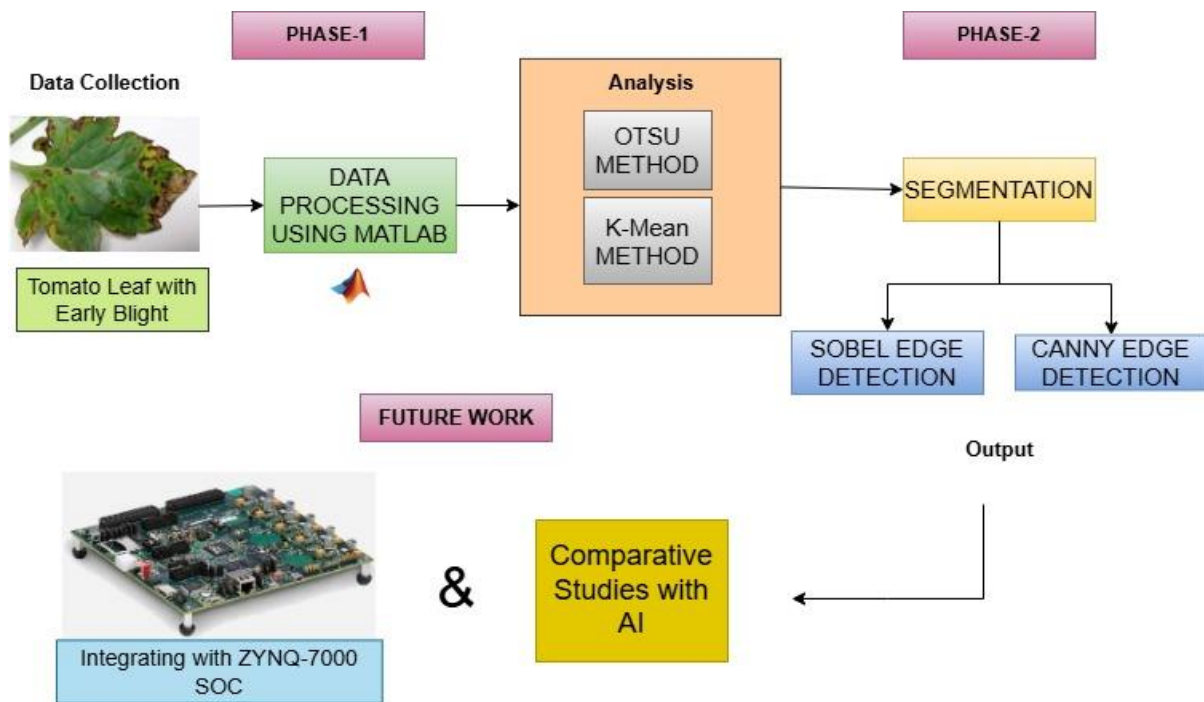 PHASE-1
PHASE-2
Data Collection
Analysis
OTSU
METHOD
DATA
PROCESSING
USING MATLAB
SEGMENTATION
K-Mean
METHOD
Tomato Leaf with
Early Blight
SOBEL EDGE
DETECTION
CANNY EDGE
DETECTION
FUTURE WORK
Output
&
Comparative
Studies with
AI
Integrating with ZYNQ-7000
SOC